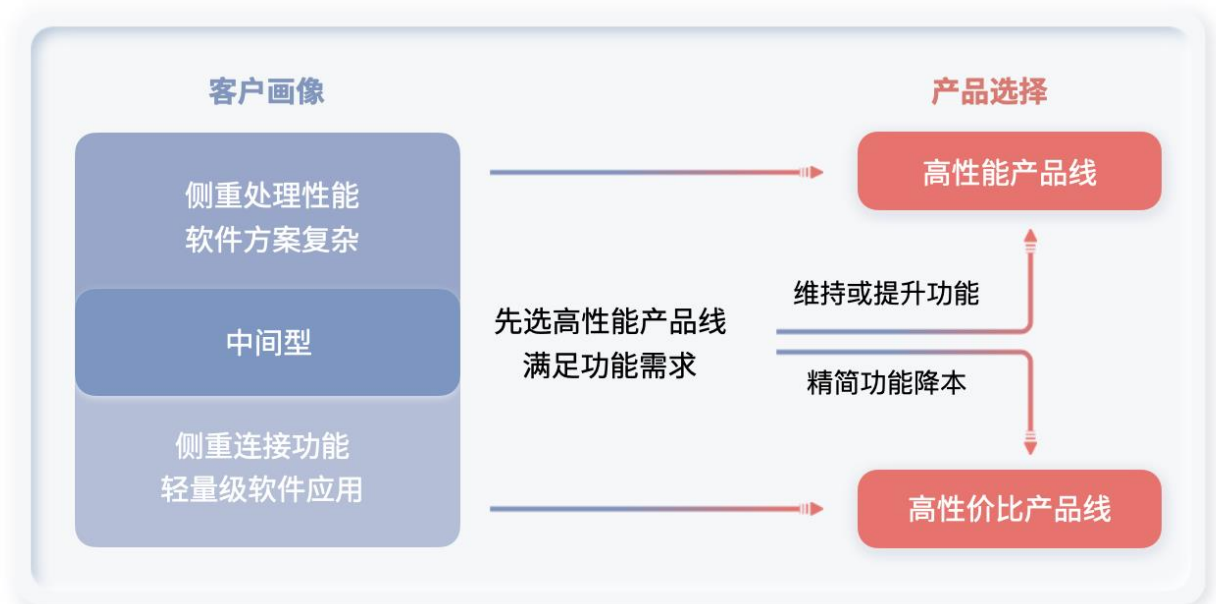 客户画像
产品选择
侧重处理性能
软件方案复杂
高性能产品线
中间型
先选高性能产品线
满足功能需求
维持或提升功能
精简功能降本
侧重连接功能
轻量级软件应用
高性价比产品线